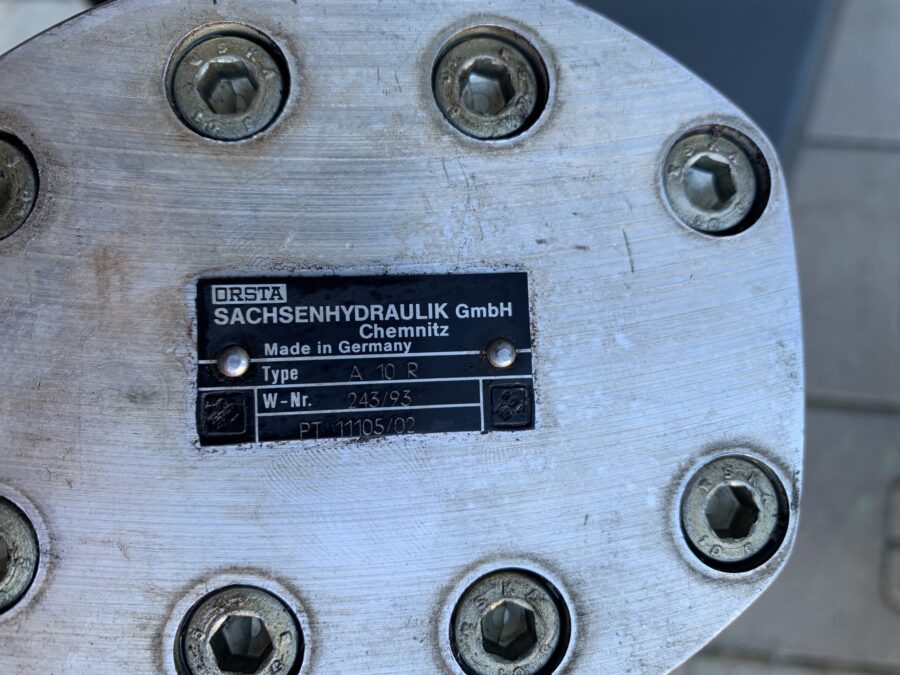 ORSTA
SACHSENHYDRAULIK GmbH
Chemnitz
Made in Germany
Type A 10 R
W-Nr. 243/93
PT 11105/02